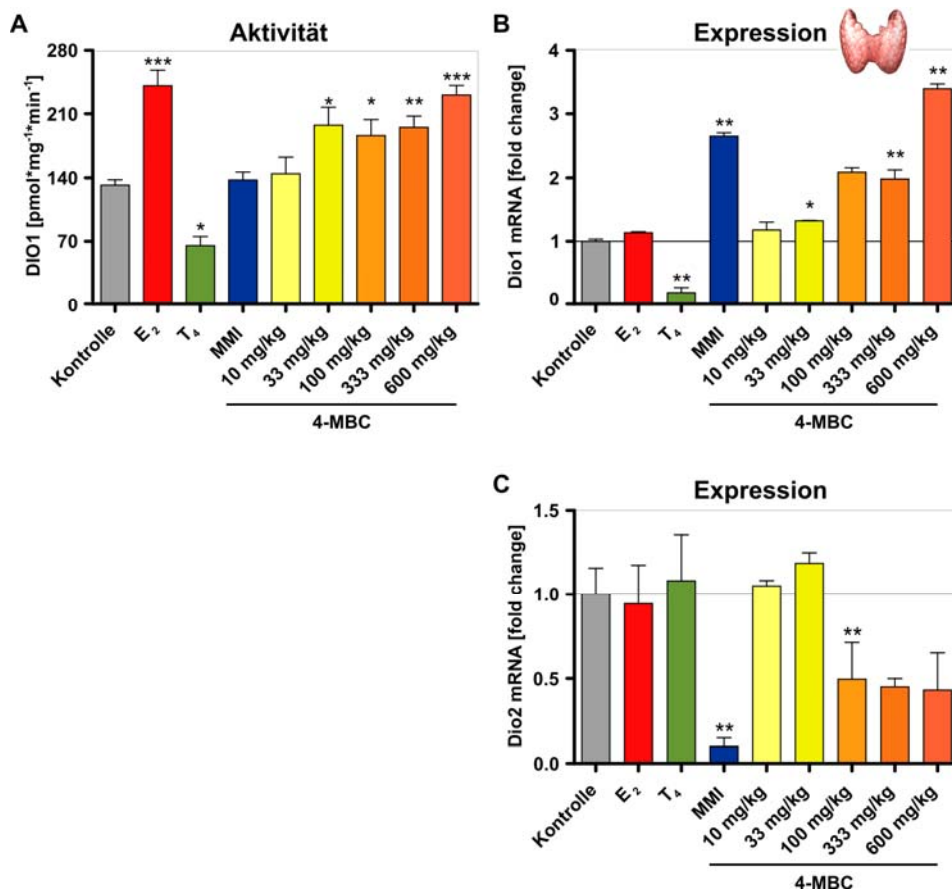 A
Aktivität
DIO1 [pmol*mg⁻¹*min⁻¹]
280
210
140
70
0
***
*
*
*
**
***
Kontrolle
E₂
T₄
MMI
10 mg/kg
33 mg/kg
100 mg/kg
333 mg/kg
600 mg/kg
4-MBC
B
Expression
Dio1 mRNA [fold change]
4
3
2
1
0
**
**
*
**
**
Kontrolle
E₂
T₄
MMI
10 mg/kg
33 mg/kg
100 mg/kg
333 mg/kg
600 mg/kg
4-MBC
C
Expression
Dio2 mRNA [fold change]
1.5
1.0
0.5
0.0
**
**
Kontrolle
E₂
T₄
MMI
10 mg/kg
33 mg/kg
100 mg/kg
333 mg/kg
600 mg/kg
4-MBC